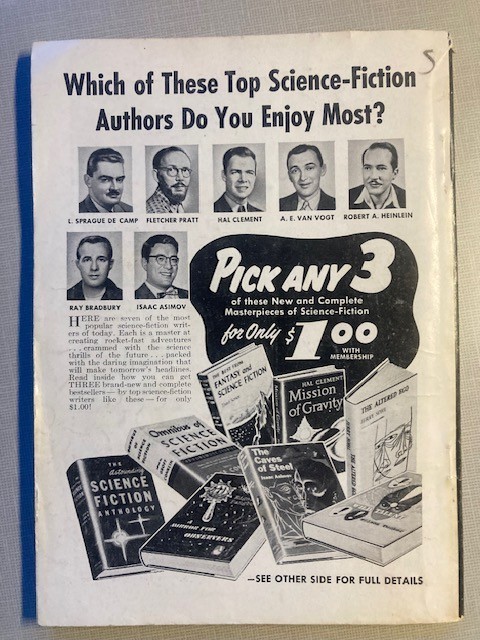 Which of These Top Science-Fiction
Authors Do You Enjoy Most?
L. SPRAGUE DE CAMP
FLETCHER PRATT
HAL CLEMENT
A. E. VAN VOGT
ROBERT A. HEINLEIN
RAY BRADBURY
ISAAC ASIMOV
HERE are seven of the most
popular science-fiction writ-
ers of today. Each is a master at
creating rocket-fast adventures
. . . crammed with the science
thrills of the future . . . packed
with the daring imagination that
will make tomorrow's headlines.
Read inside how you can get
THREE brand-new and complete
bestsellers—by top science-fiction
writers like these—for only
$1.00!
PICK ANY 3
of these New and Complete
Masterpieces of Science-Fiction
for Only $1.00
WITH
MEMBERSHIP
THE BEST FROM
FANTASY and
SCIENCE FICTION
HAL CLEMENT
Mission
of Gravity
THE ALTERED EGO
Omnibus of
SCIENCE
FICTION
The
Caves
of Steel
Isaac Asimov
THE
Astounding
SCIENCE
FICTION
ANTHOLOGY
A MIRROR FOR
OBSERVERS
—SEE OTHER SIDE FOR FULL DETAILS